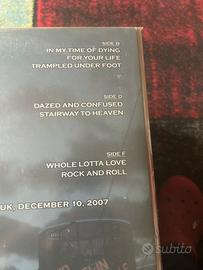 SIDE B
IN MY TIME OF DYING
FOR YOUR LIFE
TRAMPLED UNDER FOOT
SIDE D
DAZED AND CONFUSED
STAIRWAY TO HEAVEN
SIDE F
WHOLE LOTTA LOVE
ROCK AND ROLL
UK, DECEMBER 10, 2007
subito